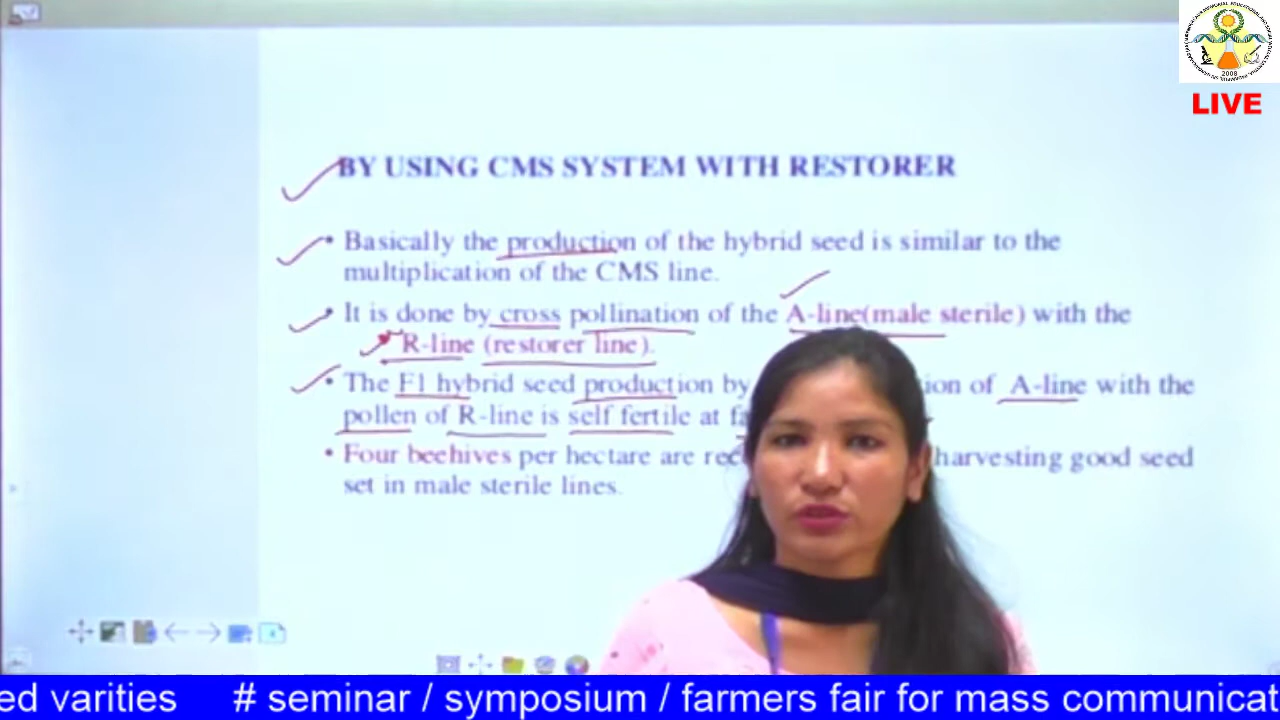 LIVE
2008
BY USING CMS SYSTEM WITH RESTORER
• Basically the production of the hybrid seed is similar to the
multiplication of the CMS line.
• It is done by cross pollination of the A-line(male sterile) with the
R-line (restorer line).
• The F1 hybrid seed production by ion of A-line with the
pollen of R-line is self fertile at
• Four beehives per hectare are harvesting good seed
set in male sterile lines.
ed varities # seminar / symposium / farmers fair for mass communicat